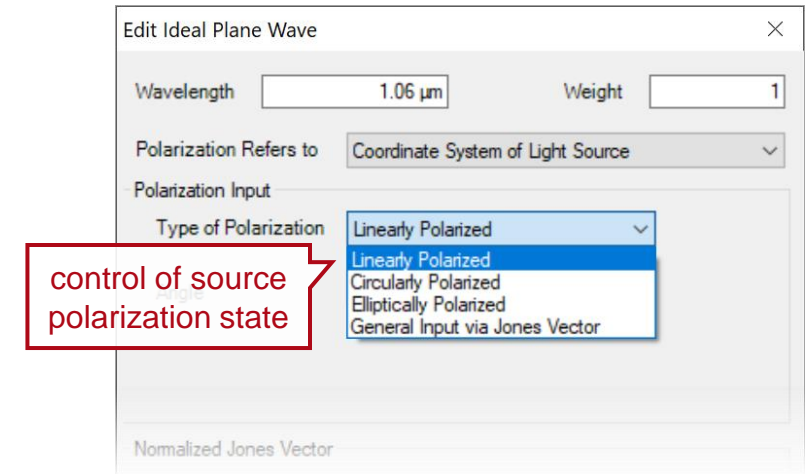 Edit Ideal Plane Wave
Wavelength 1.06 µm Weight 1
Polarization Refers to Coordinate System of Light Source
Polarization Input
Type of Polarization Linearly Polarized
Linearly Polarized
Circularly Polarized
Elliptically Polarized
General Input via Jones Vector
control of source
polarization state
Angle
Normalized Jones Vector